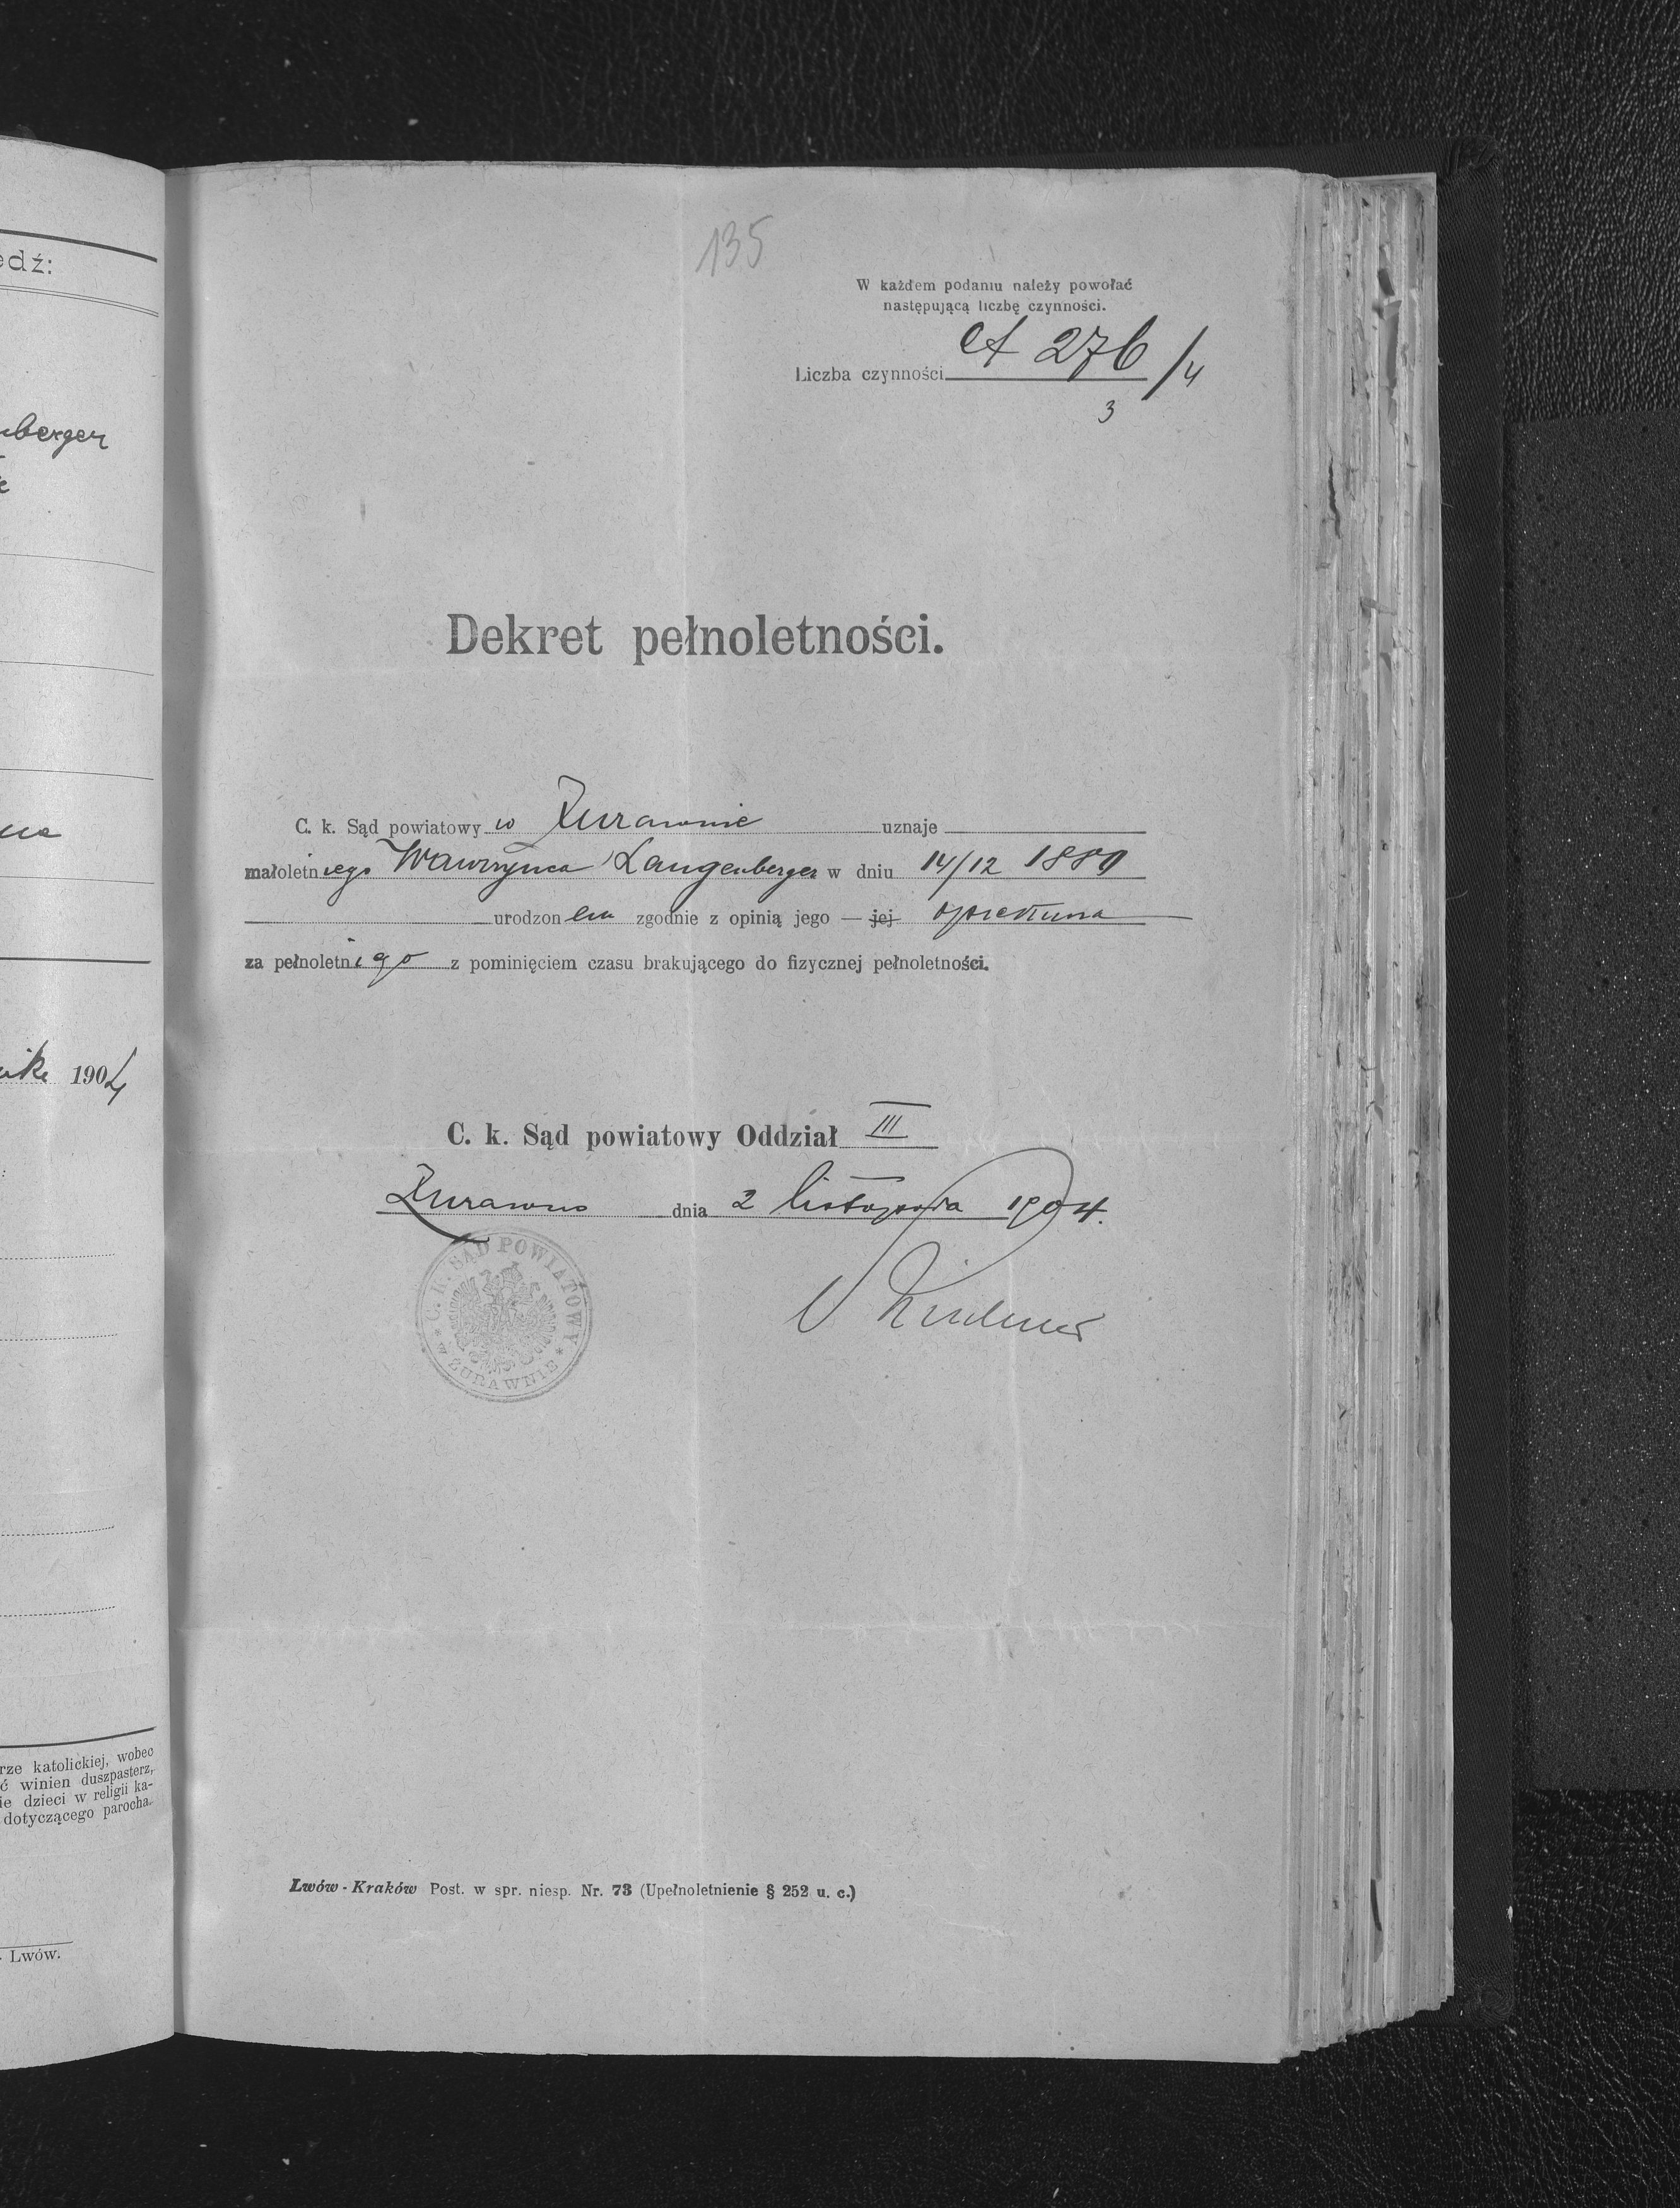 135
W każdem podaniu należy powołać
następującą liczbę czynności.
Liczba czynności 276/4
3
Dekret pełnoletności.
C. k. Sąd powiatowy w Żurawnie uznaje
małoletniego Wawrzyńca Langenberger w dniu 14/12 1880
urodzonem zgodnie z opinią jego — jej opiekuna
za pełnoletniego z pominięciem czasu brakującego do fizycznej pełnoletności.
C. k. Sąd powiatowy Oddział III
Żurawno dnia 2 listopada 1904.
C. K. SĄD POWIATOWY
* W ŻURAWNIE *
Lwów - Kraków Post. w spr. niesp. Nr. 73 (Upełnoletnienie § 252 u. c.)
edź:
berger
1904
rze katolickiej, wobec
ć winien duszpasterz,
ie dzieci w religii ka-
dotyczącego parocha.
Lwów.